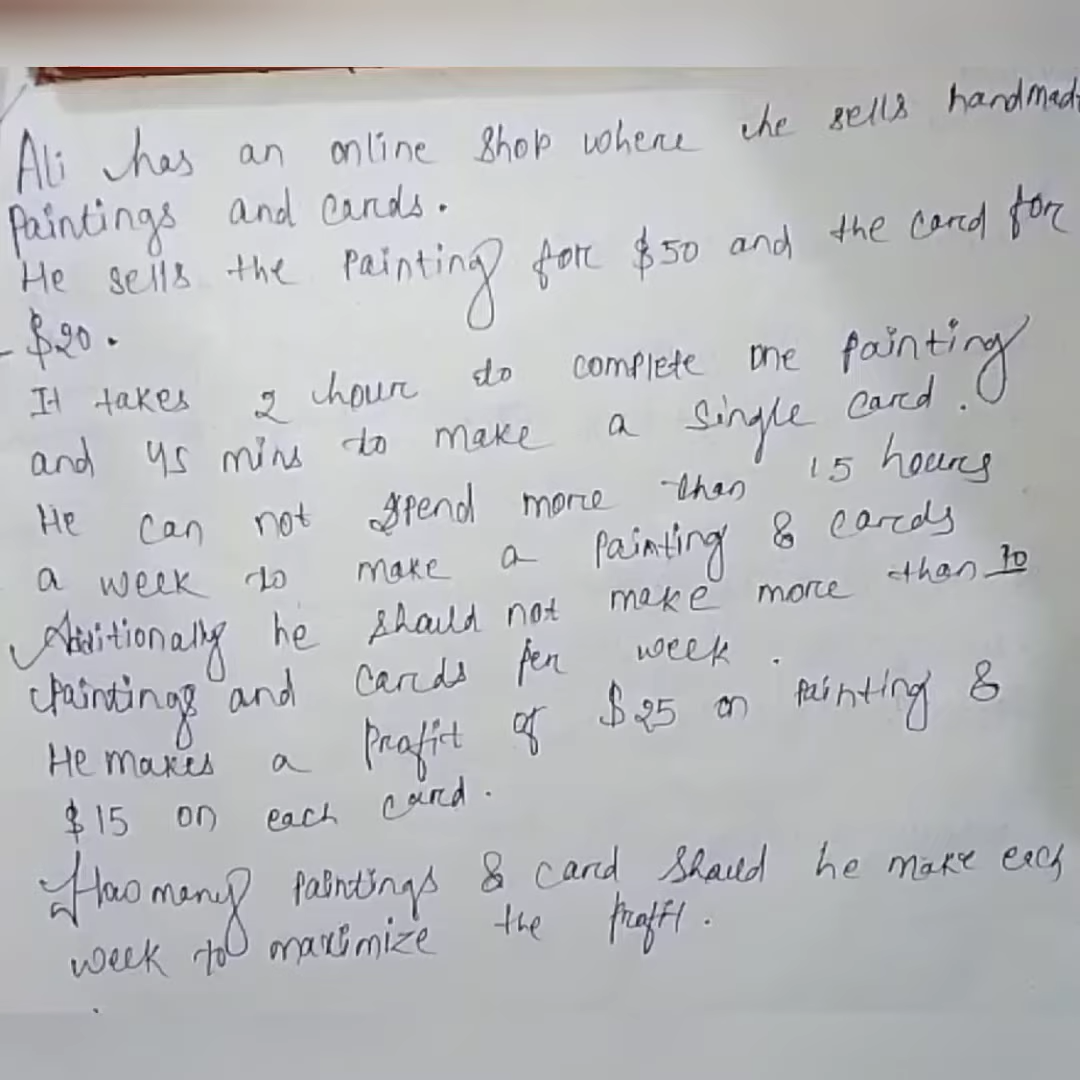 Ali has an online shop where he sells handmad
Paintings and cards.
He sells the painting for $50 and the card for
$20.
It takes 2 hour to complete one painting
and 45 mins to make a single card.
He can not spend more than 15 hours
a week to make a painting & cards
Additionally he should not make more than 10
Paintings and cards per week.
He makes a Profit of $25 on painting &
$15 on each card.
How many paintings & card should he make each
week to maximize the profit.